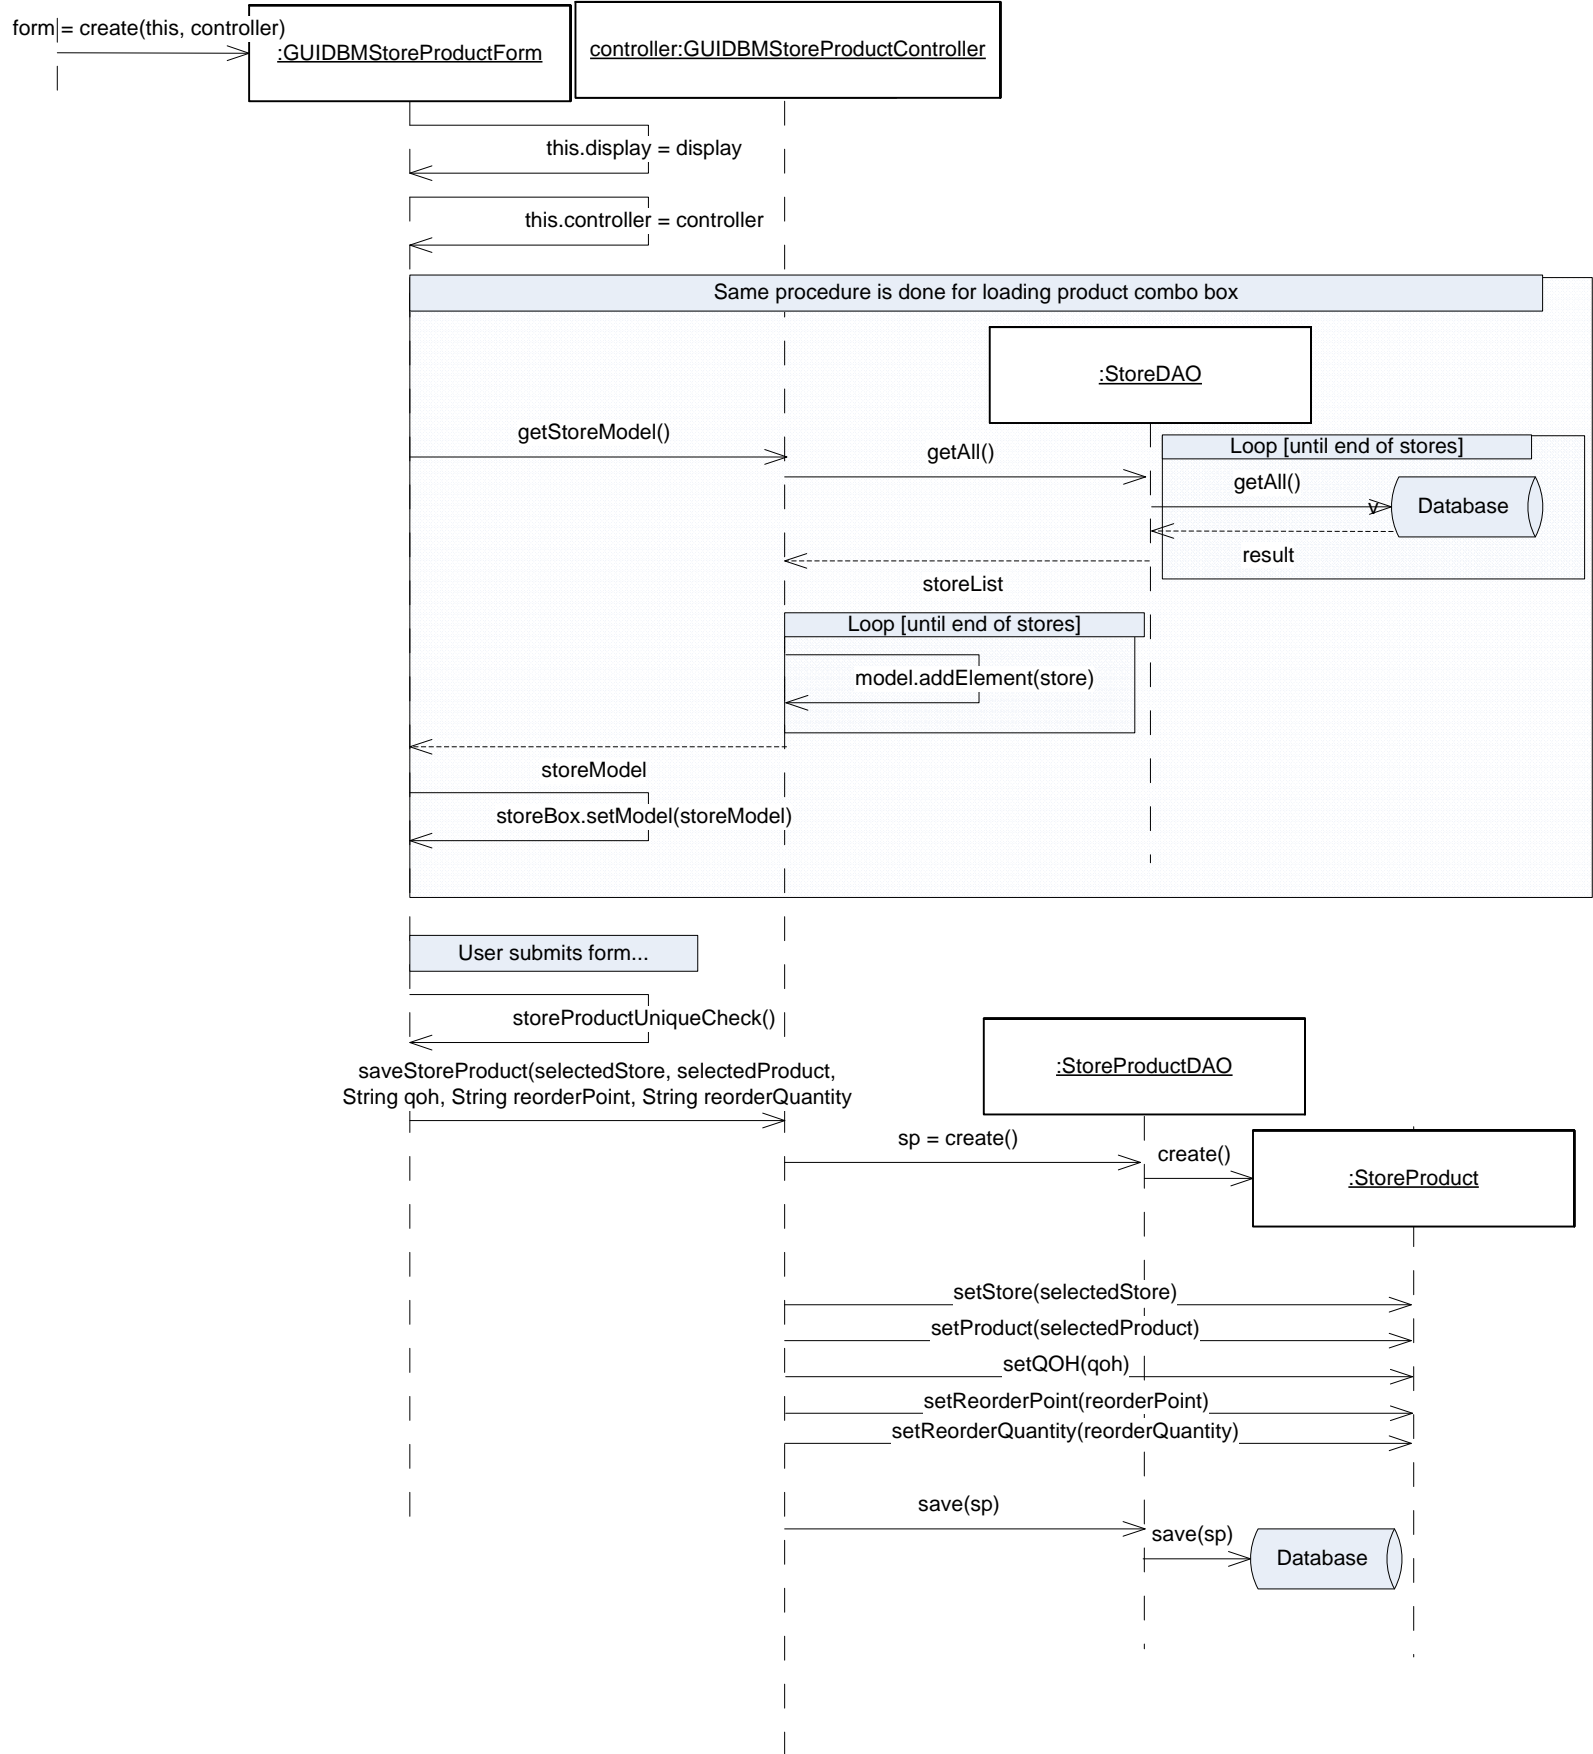 form = create(this, controller)
:GUIDBMStoreProductForm
controller:GUIDBMStoreProductController
this.display = display
this.controller = controller
Same procedure is done for loading product combo box
:StoreDAO
getStoreModel()
getAll()
Loop [until end of stores]
getAll()
v
Database
result
storeList
Loop [until end of stores]
model.addElement(store)
storeModel
storeBox.setModel(storeModel)
User submits form...
storeProductUniqueCheck()
:StoreProductDAO
saveStoreProduct(selectedStore, selectedProduct,
String qoh, String reorderPoint, String reorderQuantity
sp = create()
create()
:StoreProduct
setStore(selectedStore)
setProduct(selectedProduct)
setQOH(qoh)
setReorderPoint(reorderPoint)
setReorderQuantity(reorderQuantity)
save(sp)
save(sp)
Database